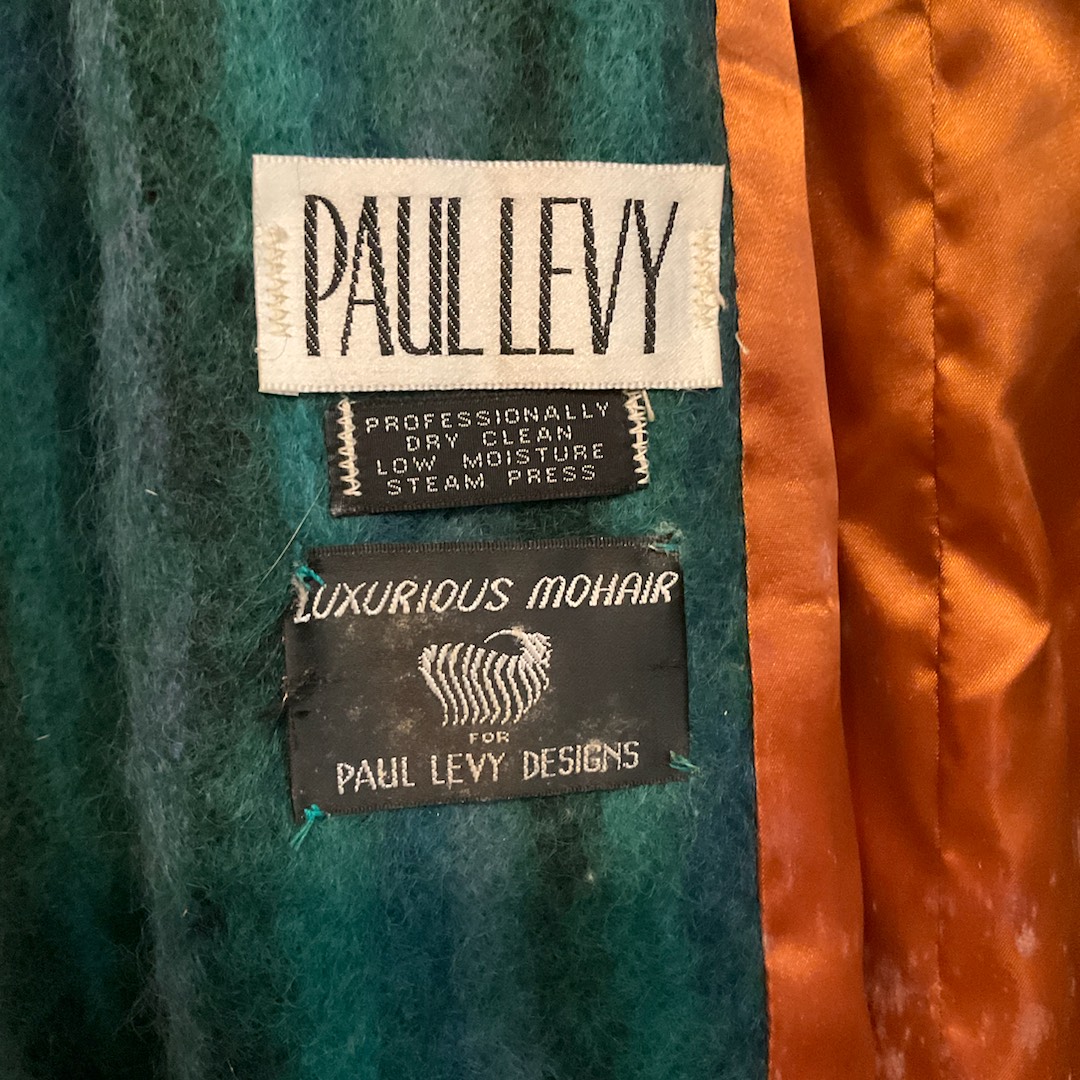 PAUL LEVY
PROFESSIONALLY
DRY CLEAN
LOW MOISTURE
STEAM PRESS
LUXURIOUS MOHAIR
FOR
PAUL LEVY DESIGNS